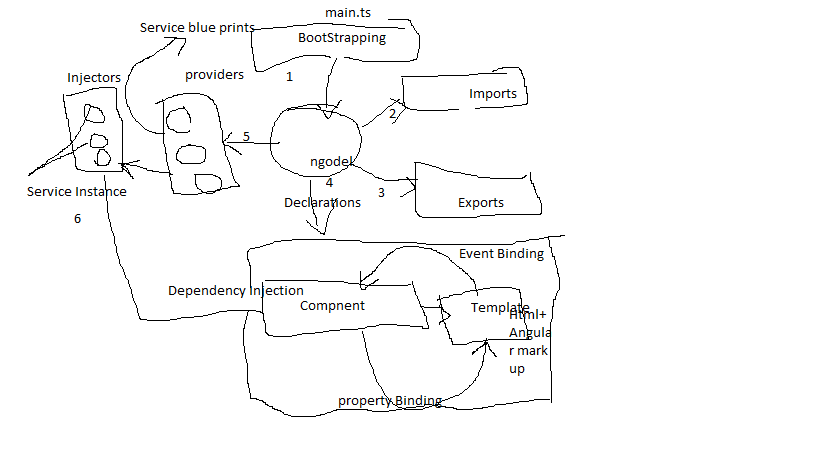 main.ts
Service blue prints
BootStrapping
Injectors
providers
1
Imports
2
5
ngodel
4
3
Service Instance
Declarations
Exports
6
Event Binding
Dependency Injection
Compnent
Template
Html+
Angula
r mark
up
property Binding